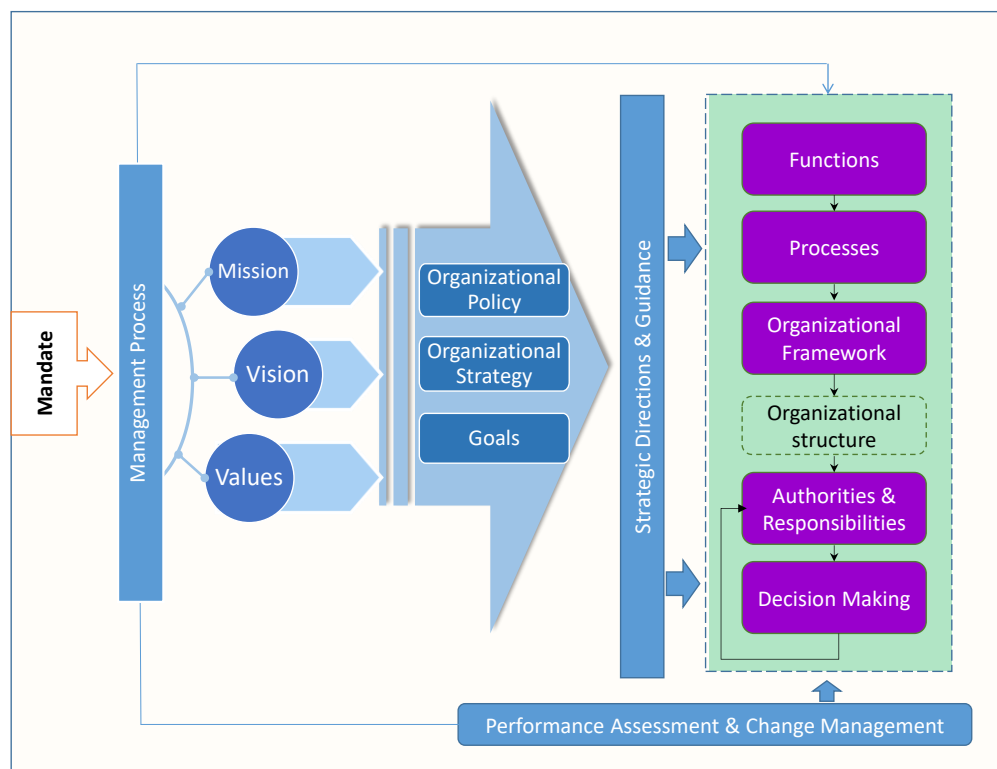 Mandate
Management Process
Mission
Vision
Values
Organizational
Policy
Organizational
Strategy
Goals
Strategic Directions & Guidance
Functions
Processes
Organizational
Framework
Organizational
structure
Authorities &
Responsibilities
Decision Making
Performance Assessment & Change Management